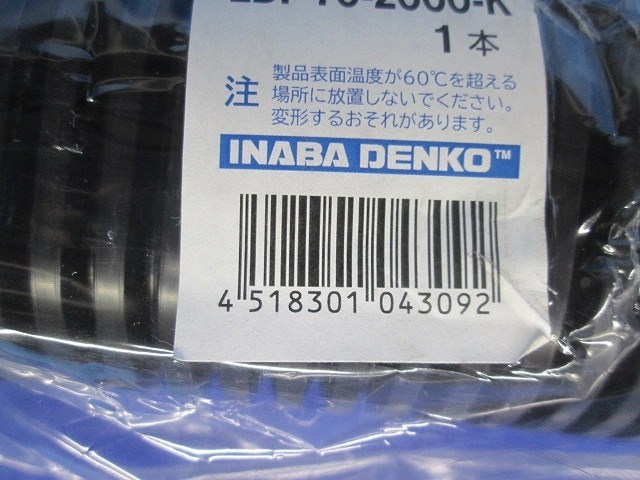 1本
注 製品表面温度が60℃を超える
場所に放置しないでください。
変形するおそれがあります。
INABA DENKO™
4 518301 043092